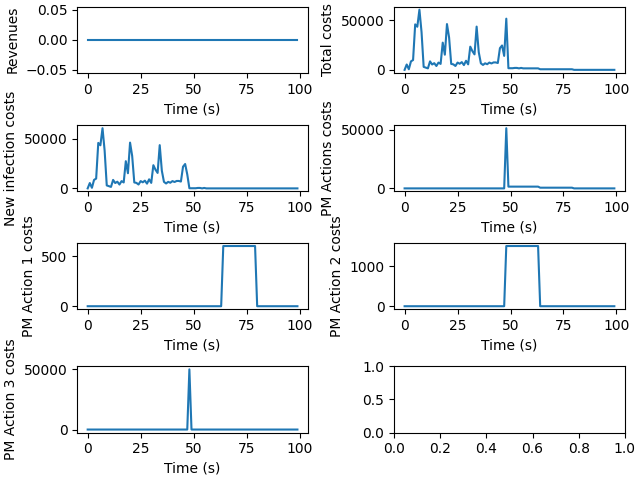 Revenues
0.05
0.00
−0.05
0 25 50 75 100
Time (s)
Total costs
50000
0
0 25 50 75 100
Time (s)
New infection costs
50000
0
0 25 50 75 100
Time (s)
PM Actions costs
50000
0
0 25 50 75 100
Time (s)
PM Action 1 costs
500
0
0 25 50 75 100
Time (s)
PM Action 2 costs
1000
0
0 25 50 75 100
Time (s)
PM Action 3 costs
50000
0
0 25 50 75 100
Time (s)
1.0
0.5
0.0
0.0 0.2 0.4 0.6 0.8 1.0